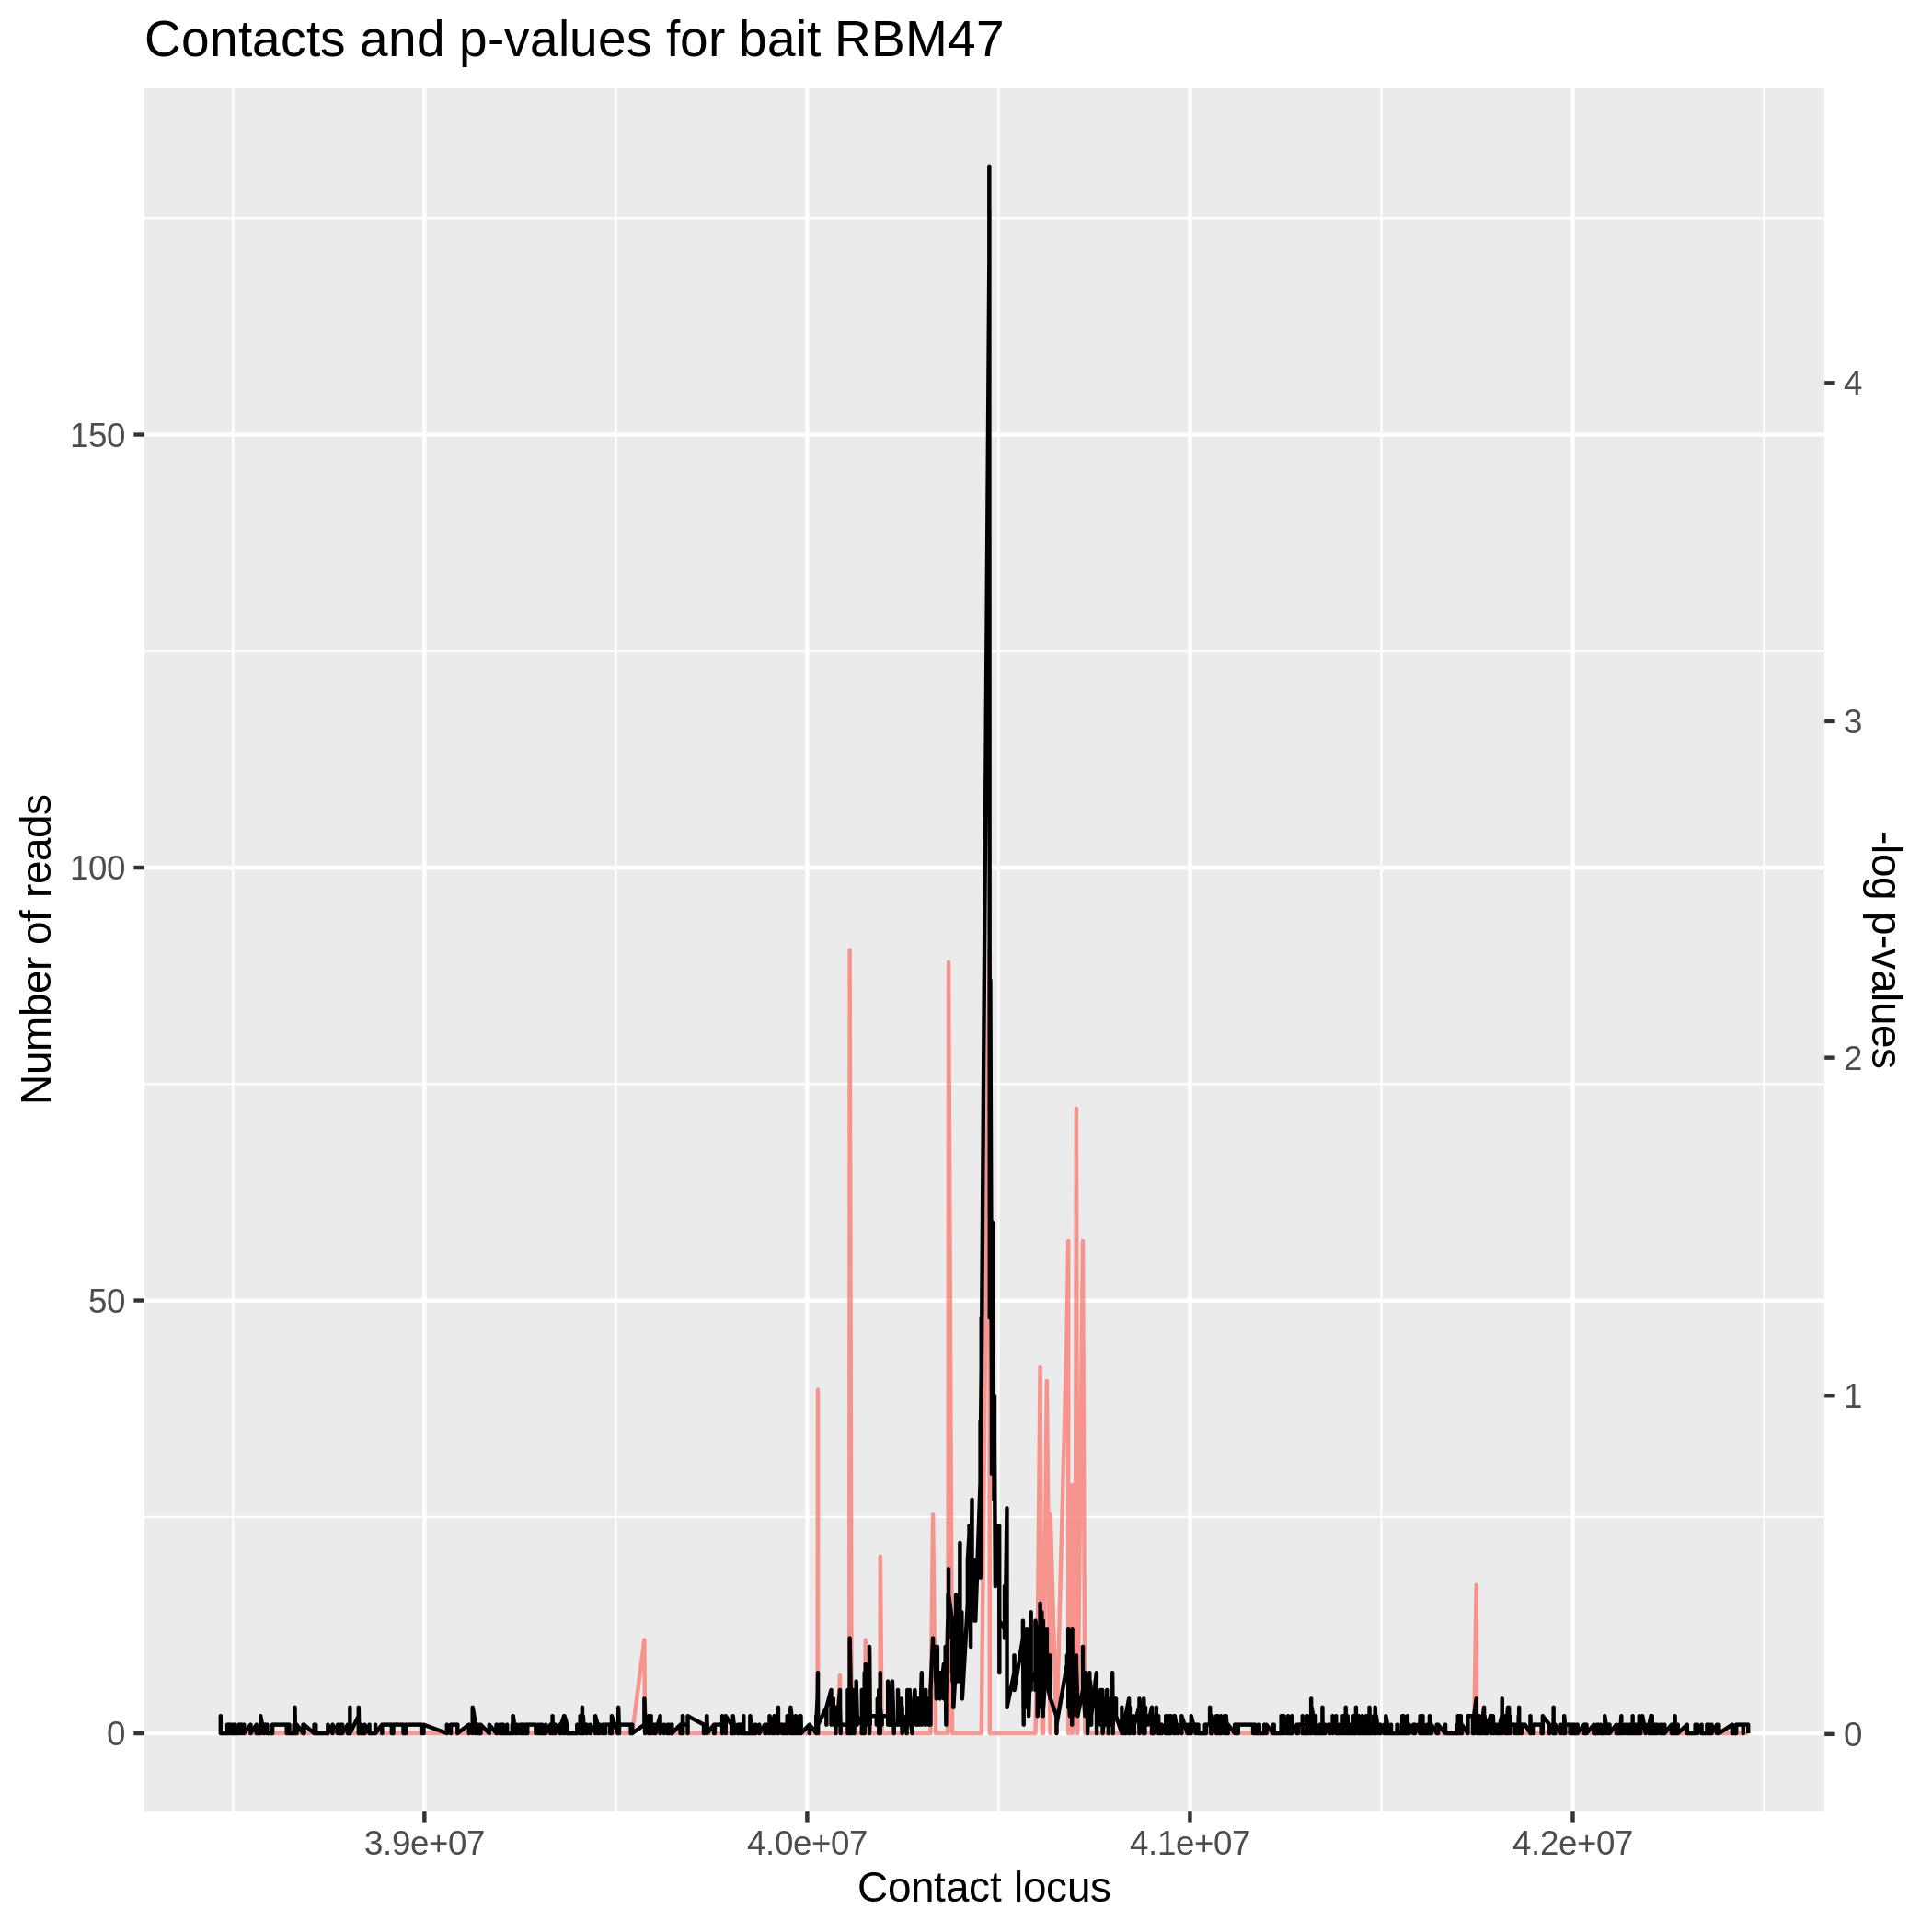 Contacts and p-values for bait RBM47
Number of reads
150
100
50
0
4
3
2
1
0
-log p-values
3.9e+07
4.0e+07
4.1e+07
4.2e+07
Contact locus